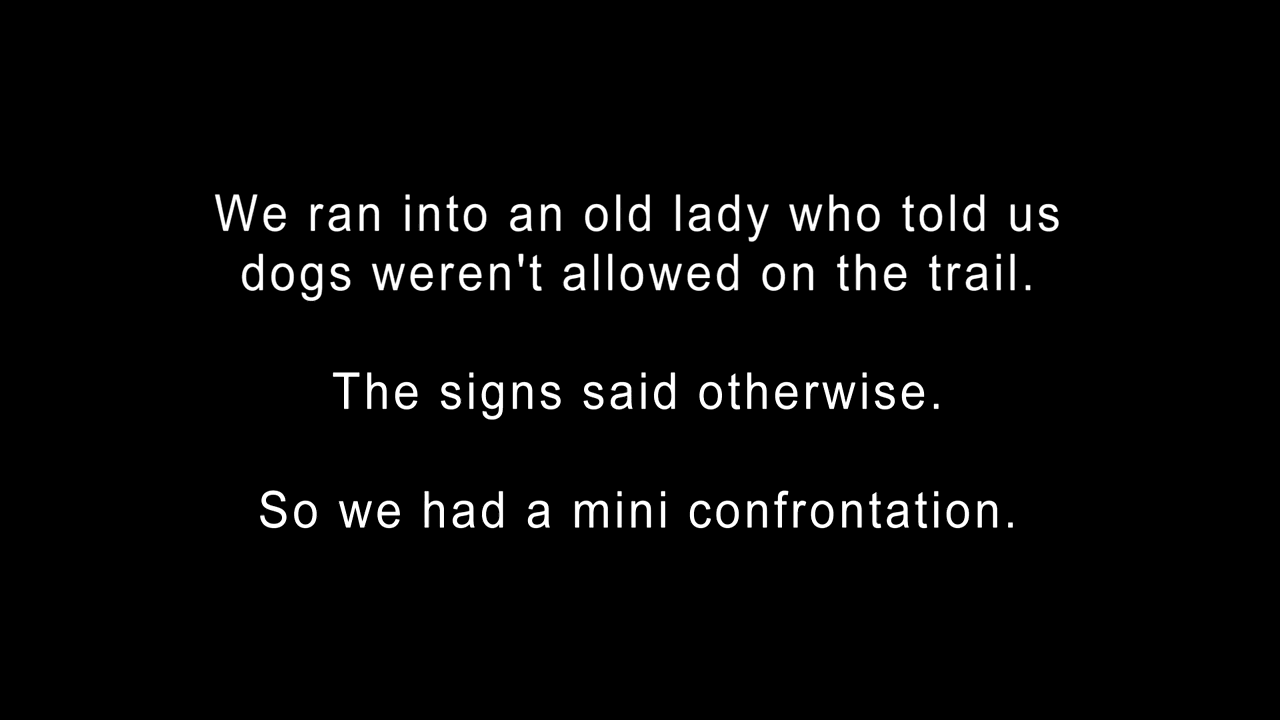 We ran into an old lady who told us
dogs weren't allowed on the trail.
The signs said otherwise.
So we had a mini confrontation.